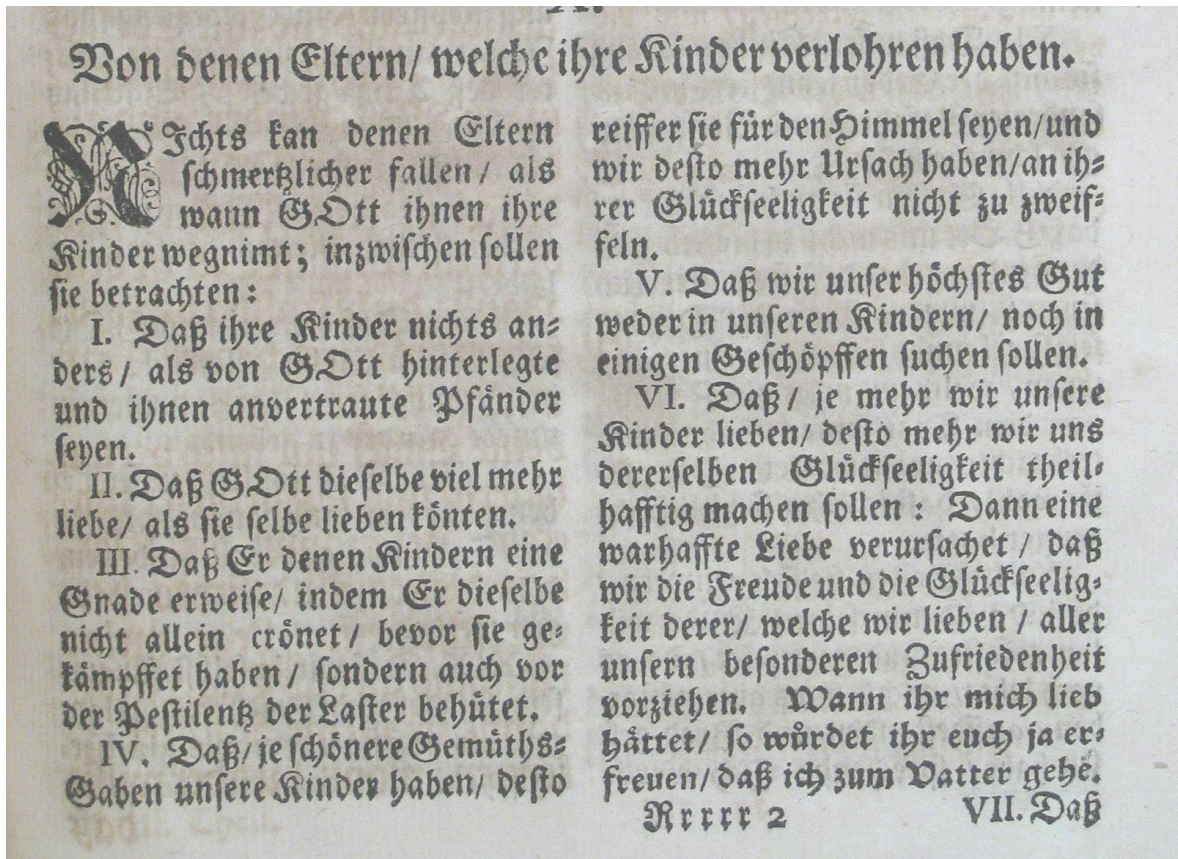 Von denen Eltern/ welche ihre Kinder verlohren haben.
NIchts kan denen Eltern
schmertzlicher fallen/ als
wann GOtt ihnen ihre
Kinder wegnimt; inzwischen sollen
sie betrachten:
I. Daß ihre Kinder nichts an-
ders/ als von GOtt hinterlegte
und ihnen anvertraute Pfänder
seyen.
II. Daß GOtt dieselbe viel mehr
liebe/ als sie selbe lieben könten.
III. Daß Er denen Kindern eine
Gnade erweise/ indem Er dieselbe
nicht allein crönet/ bevor sie ge-
kämpffet haben/ sondern auch vor
der Pestilentz der Laster behütet.
IV. Daß/ je schönere Gemüths-
Gaben unsere Kinder haben/ desto
reiffer sie für den Himmel seyen/ und
wir desto mehr Ursach haben/ an ih-
rer Glückseeligkeit nicht zu zweif-
feln.
V. Daß wir unser höchstes Gut
weder in unseren Kindern/ noch in
einigen Geschöpffen suchen sollen.
VI. Daß/ je mehr wir unsere
Kinder lieben/ desto mehr wir uns
dererselben Glückseeligkeit theil-
hafftig machen sollen: Dann eine
warhaffte Liebe verursachet/ daß
wir die Freude und die Glückseelig-
keit derer/ welche wir lieben/ aller
unsern besonderen Zufriedenheit
vorziehen. Wann ihr mich lieb
hättet/ so würdet ihr euch ja er-
freuen/ daß ich zum Vatter gehe.
Rrrrr 2 VII. Daß